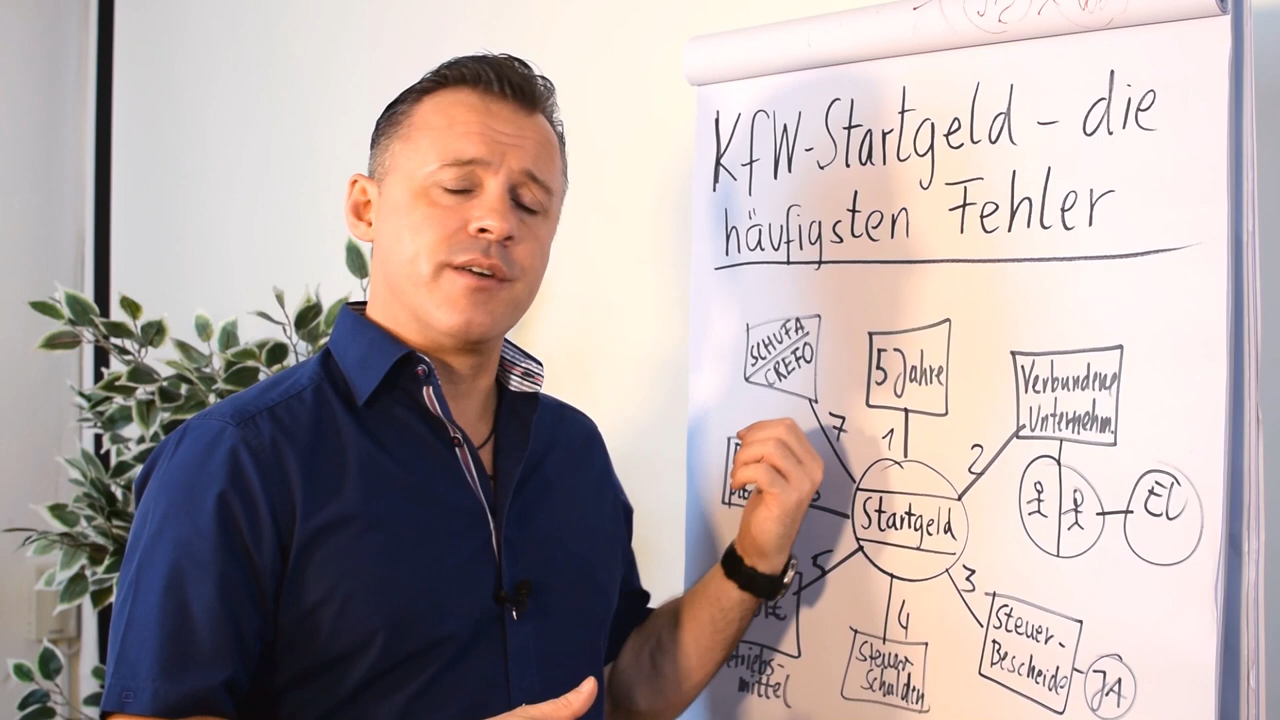 KfW-Startgeld - die
häufigsten Fehler
SCHUFA
CREFO
7
5 Jahre
1
Verbundene
Unternehm.
2
EU
Startgeld
3
Steuer-
Bescheide
JA
4
Steuer
Schulden
5
mittel